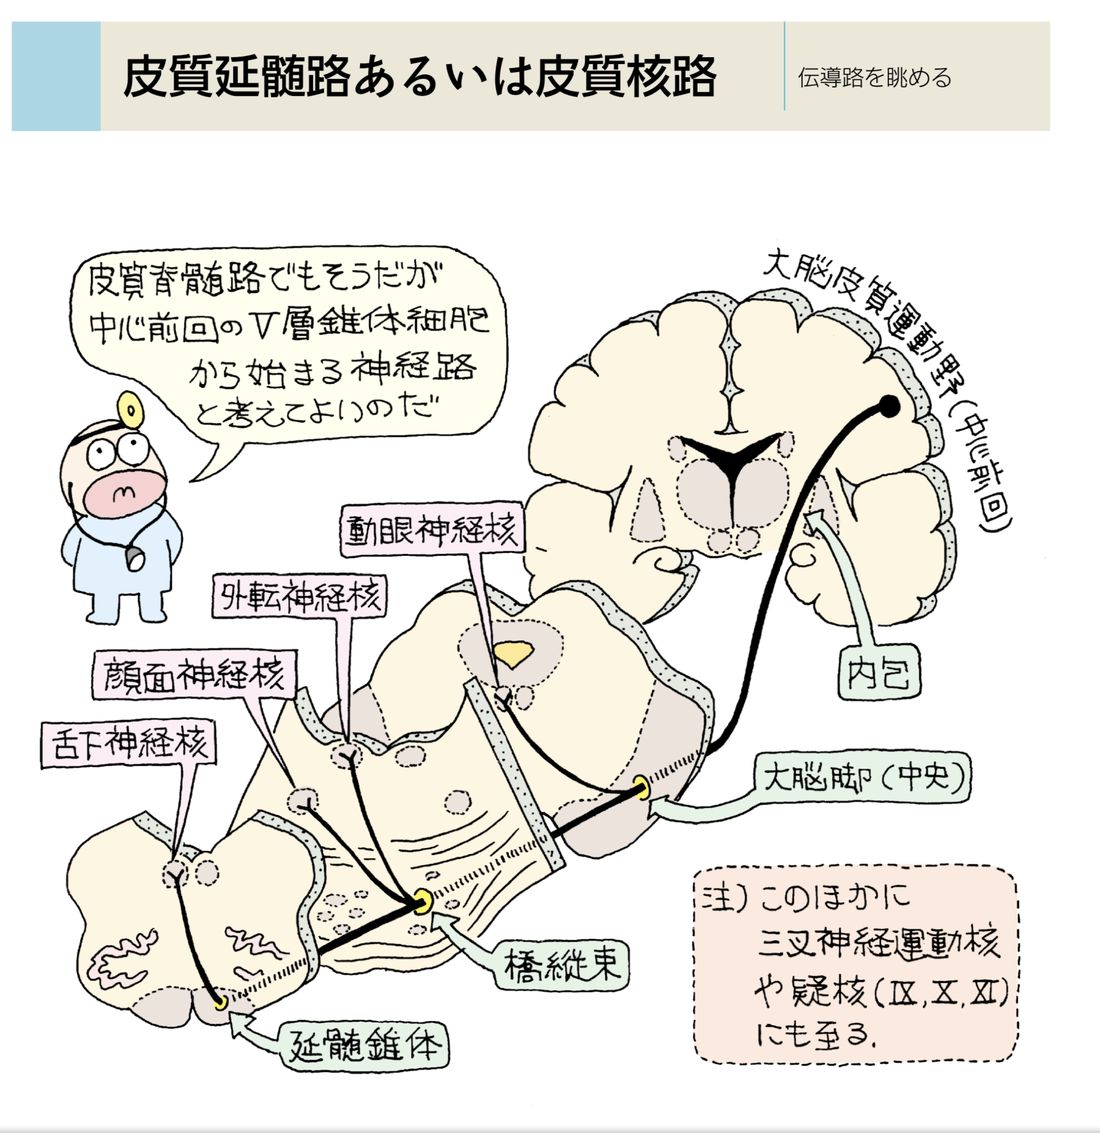 皮質延髄路あるいは皮質核路
伝導路を眺める
皮質脊髄路でもそうだが
中心前回のⅤ層錐体細胞
から始まる神経路
と考えてよいのだ
大脳皮質運動野(中心前回)
動眼神経核
外転神経核
顔面神経核
舌下神経核
内包
大脳脚(中央)
橋縦束
延髄錐体
注)このほかに
三叉神経運動核
や疑核(Ⅸ,Ⅹ,Ⅺ)
にも至る.